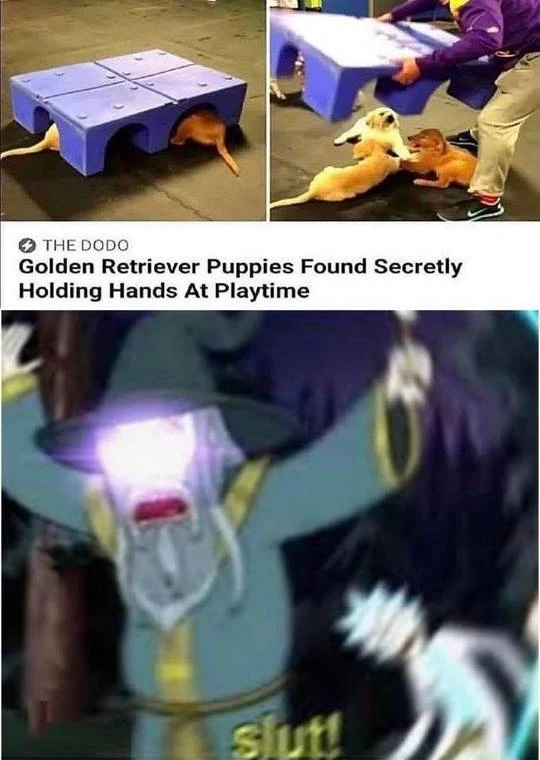 THE DODO
Golden Retriever Puppies Found Secretly
Holding Hands At Playtime
slut!